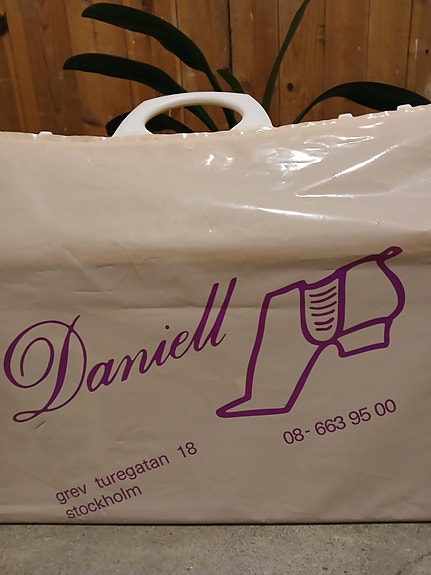 Daniell
08- 663 95 00
grev turegatan 18
stockholm